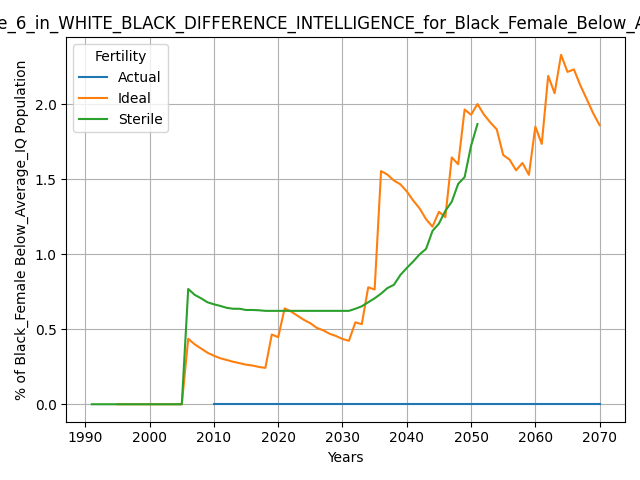 e_6_in_WHITE_BLACK_DIFFERENCE_INTELLIGENCE_for_Black_Female_Below_A
Fertility
Actual
Ideal
Sterile
% of Black_Female Below_Average_IQ Population
2.0
1.5
1.0
0.5
0.0
1990 2000 2010 2020 2030 2040 2050 2060 2070
Years